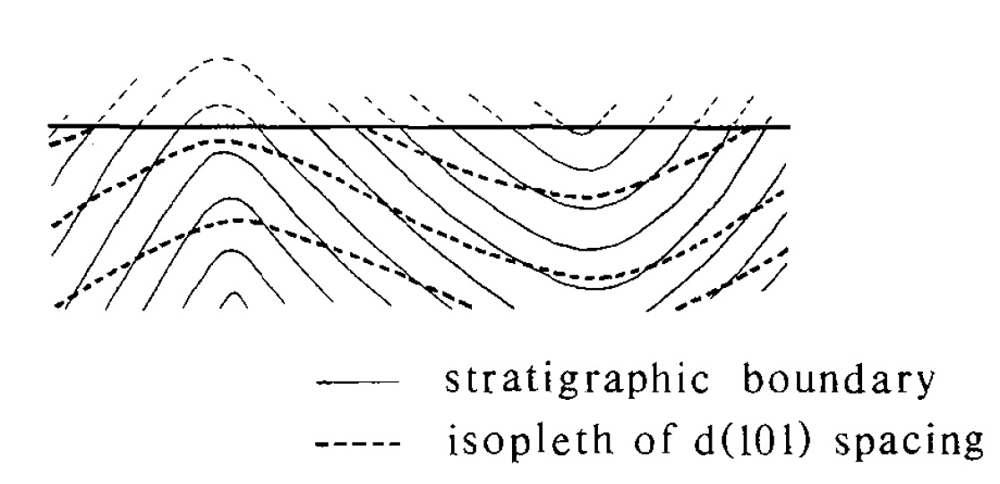 stratigraphic boundary
isopleth of d(101) spacing